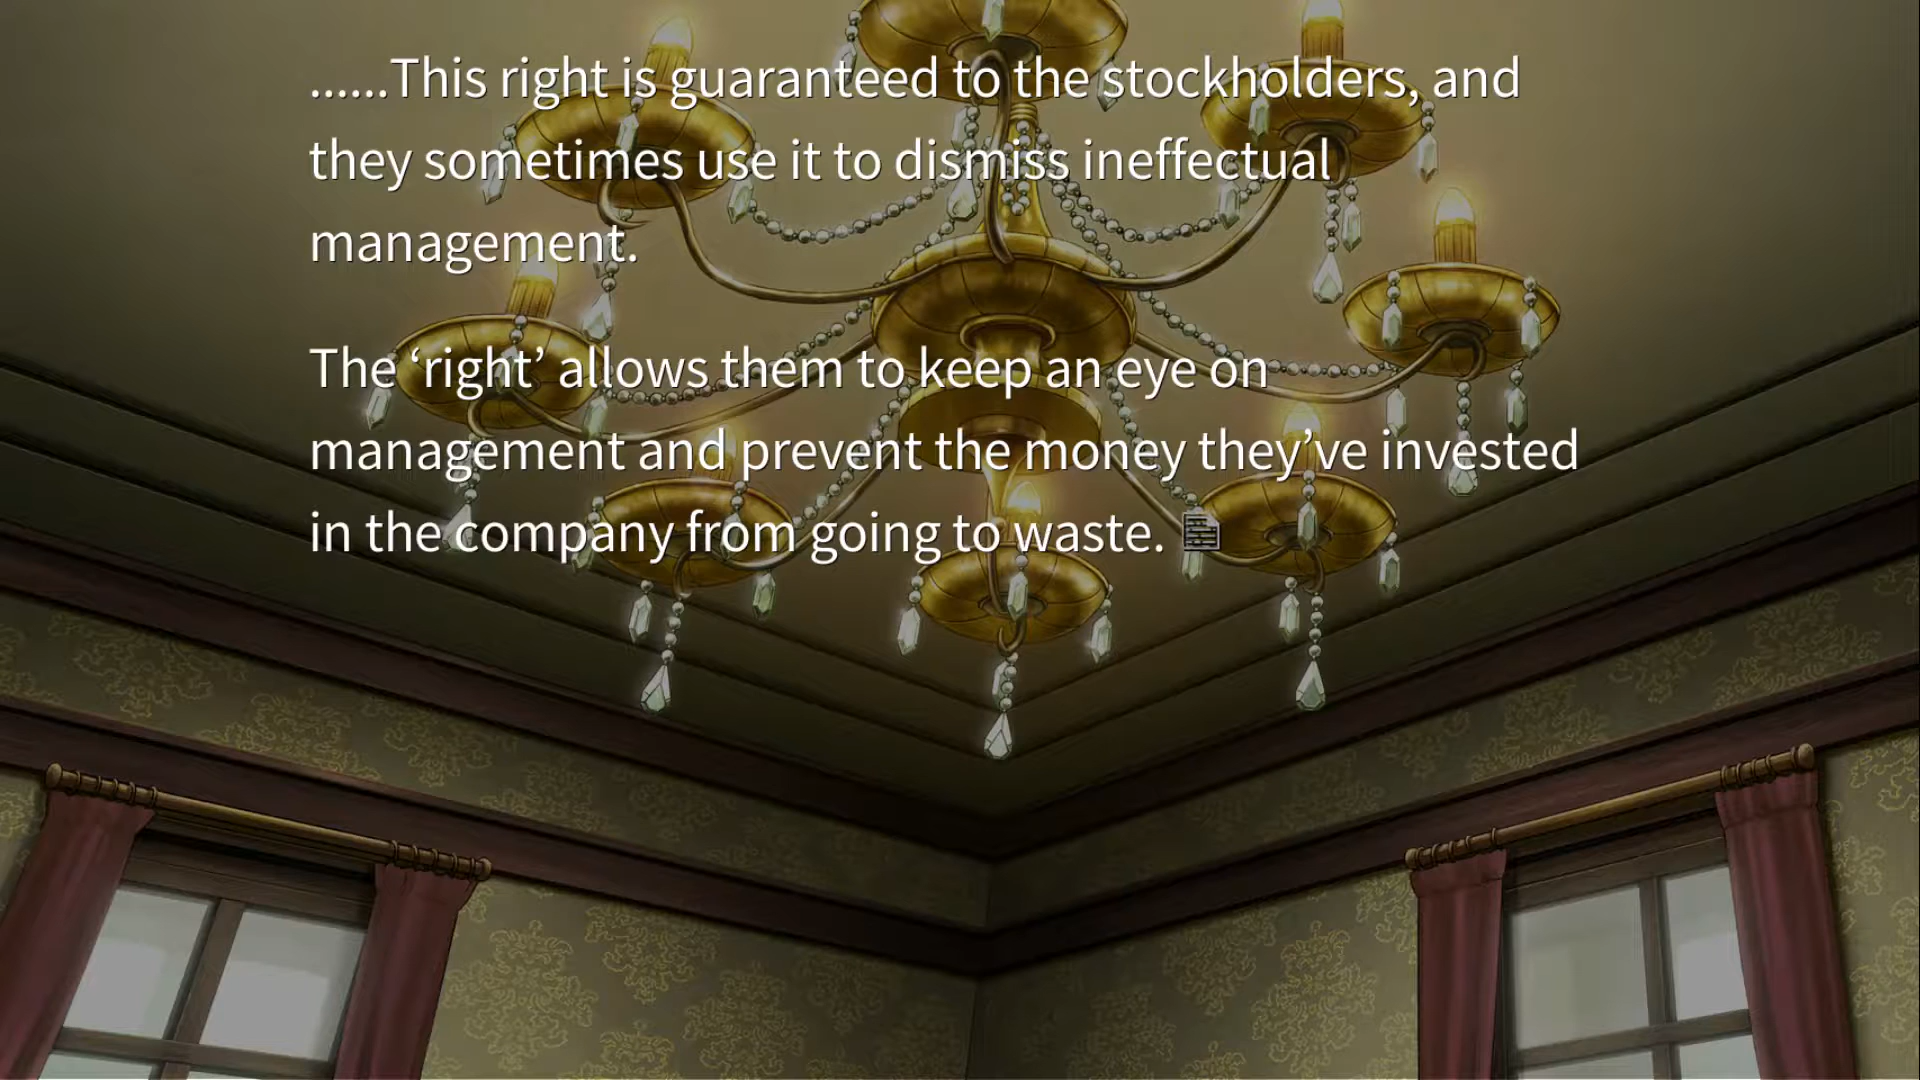 ......This right is guaranteed to the stockholders, and
they sometimes use it to dismiss ineffectual
management.
The ‘right’ allows them to keep an eye on
management and prevent the money they’ve invested
in the company from going to waste.